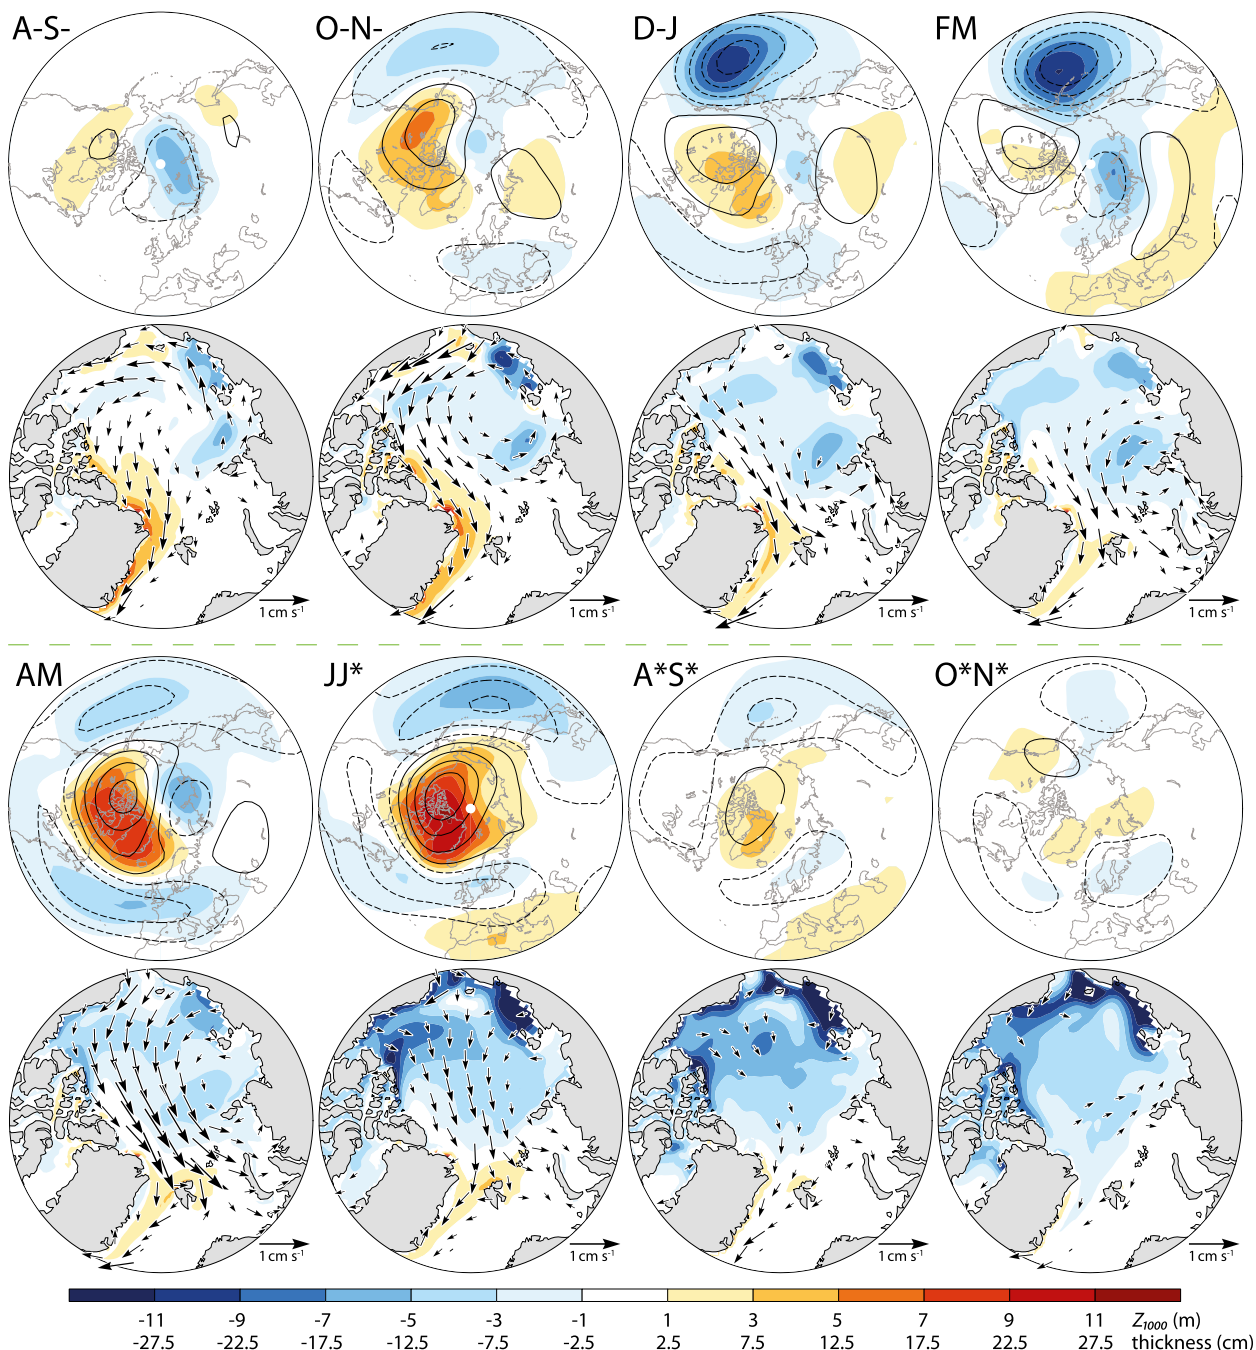 A-S-
O-N-
D-J
FM
1 cm s⁻¹
1 cm s⁻¹
1 cm s⁻¹
1 cm s⁻¹
AM
JJ*
A*S*
O*N*
1 cm s⁻¹
1 cm s⁻¹
1 cm s⁻¹
1 cm s⁻¹
-11 -9 -7 -5 -3 -1 1 3 5 7 9 11 Z₁₀₀₀ (m)
-27.5 -22.5 -17.5 -12.5 -7.5 -2.5 2.5 7.5 12.5 17.5 22.5 27.5 thickness (cm)